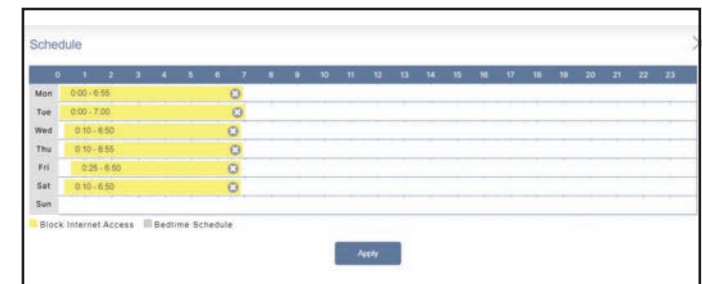 Schedule
0 1 2 3 4 5 6 7 8 9 10 11 12 13 14 15 16 17 18 19 20 21 22 23
Mon 0:00 - 6:55
Tue 0:00 - 7:00
Wed 0:10 - 6:50
Thu 0:10 - 6:55
Fri 0:25 - 6:50
Sat 0:10 - 6:50
Sun
Block Internet Access Bedtime Schedule
Apply